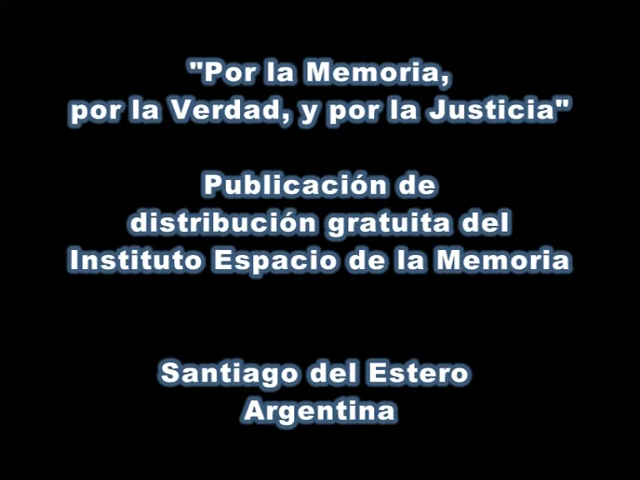 "Por la Memoria,
por la Verdad, y por la Justicia"
Publicación de
distribución gratuita del
Instituto Espacio de la Memoria
Santiago del Estero
Argentina